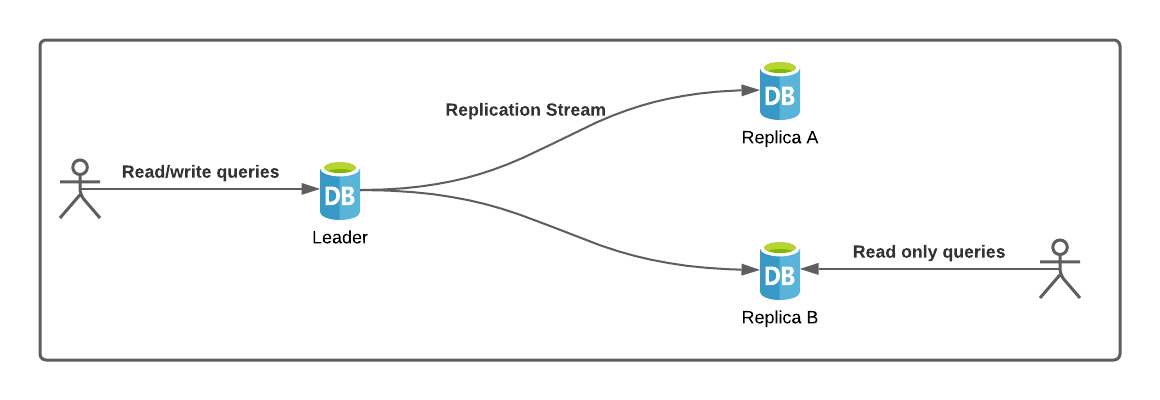 Replication Stream
DB
Replica A
Read/write queries
DB
Leader
Read only queries
DB
Replica B